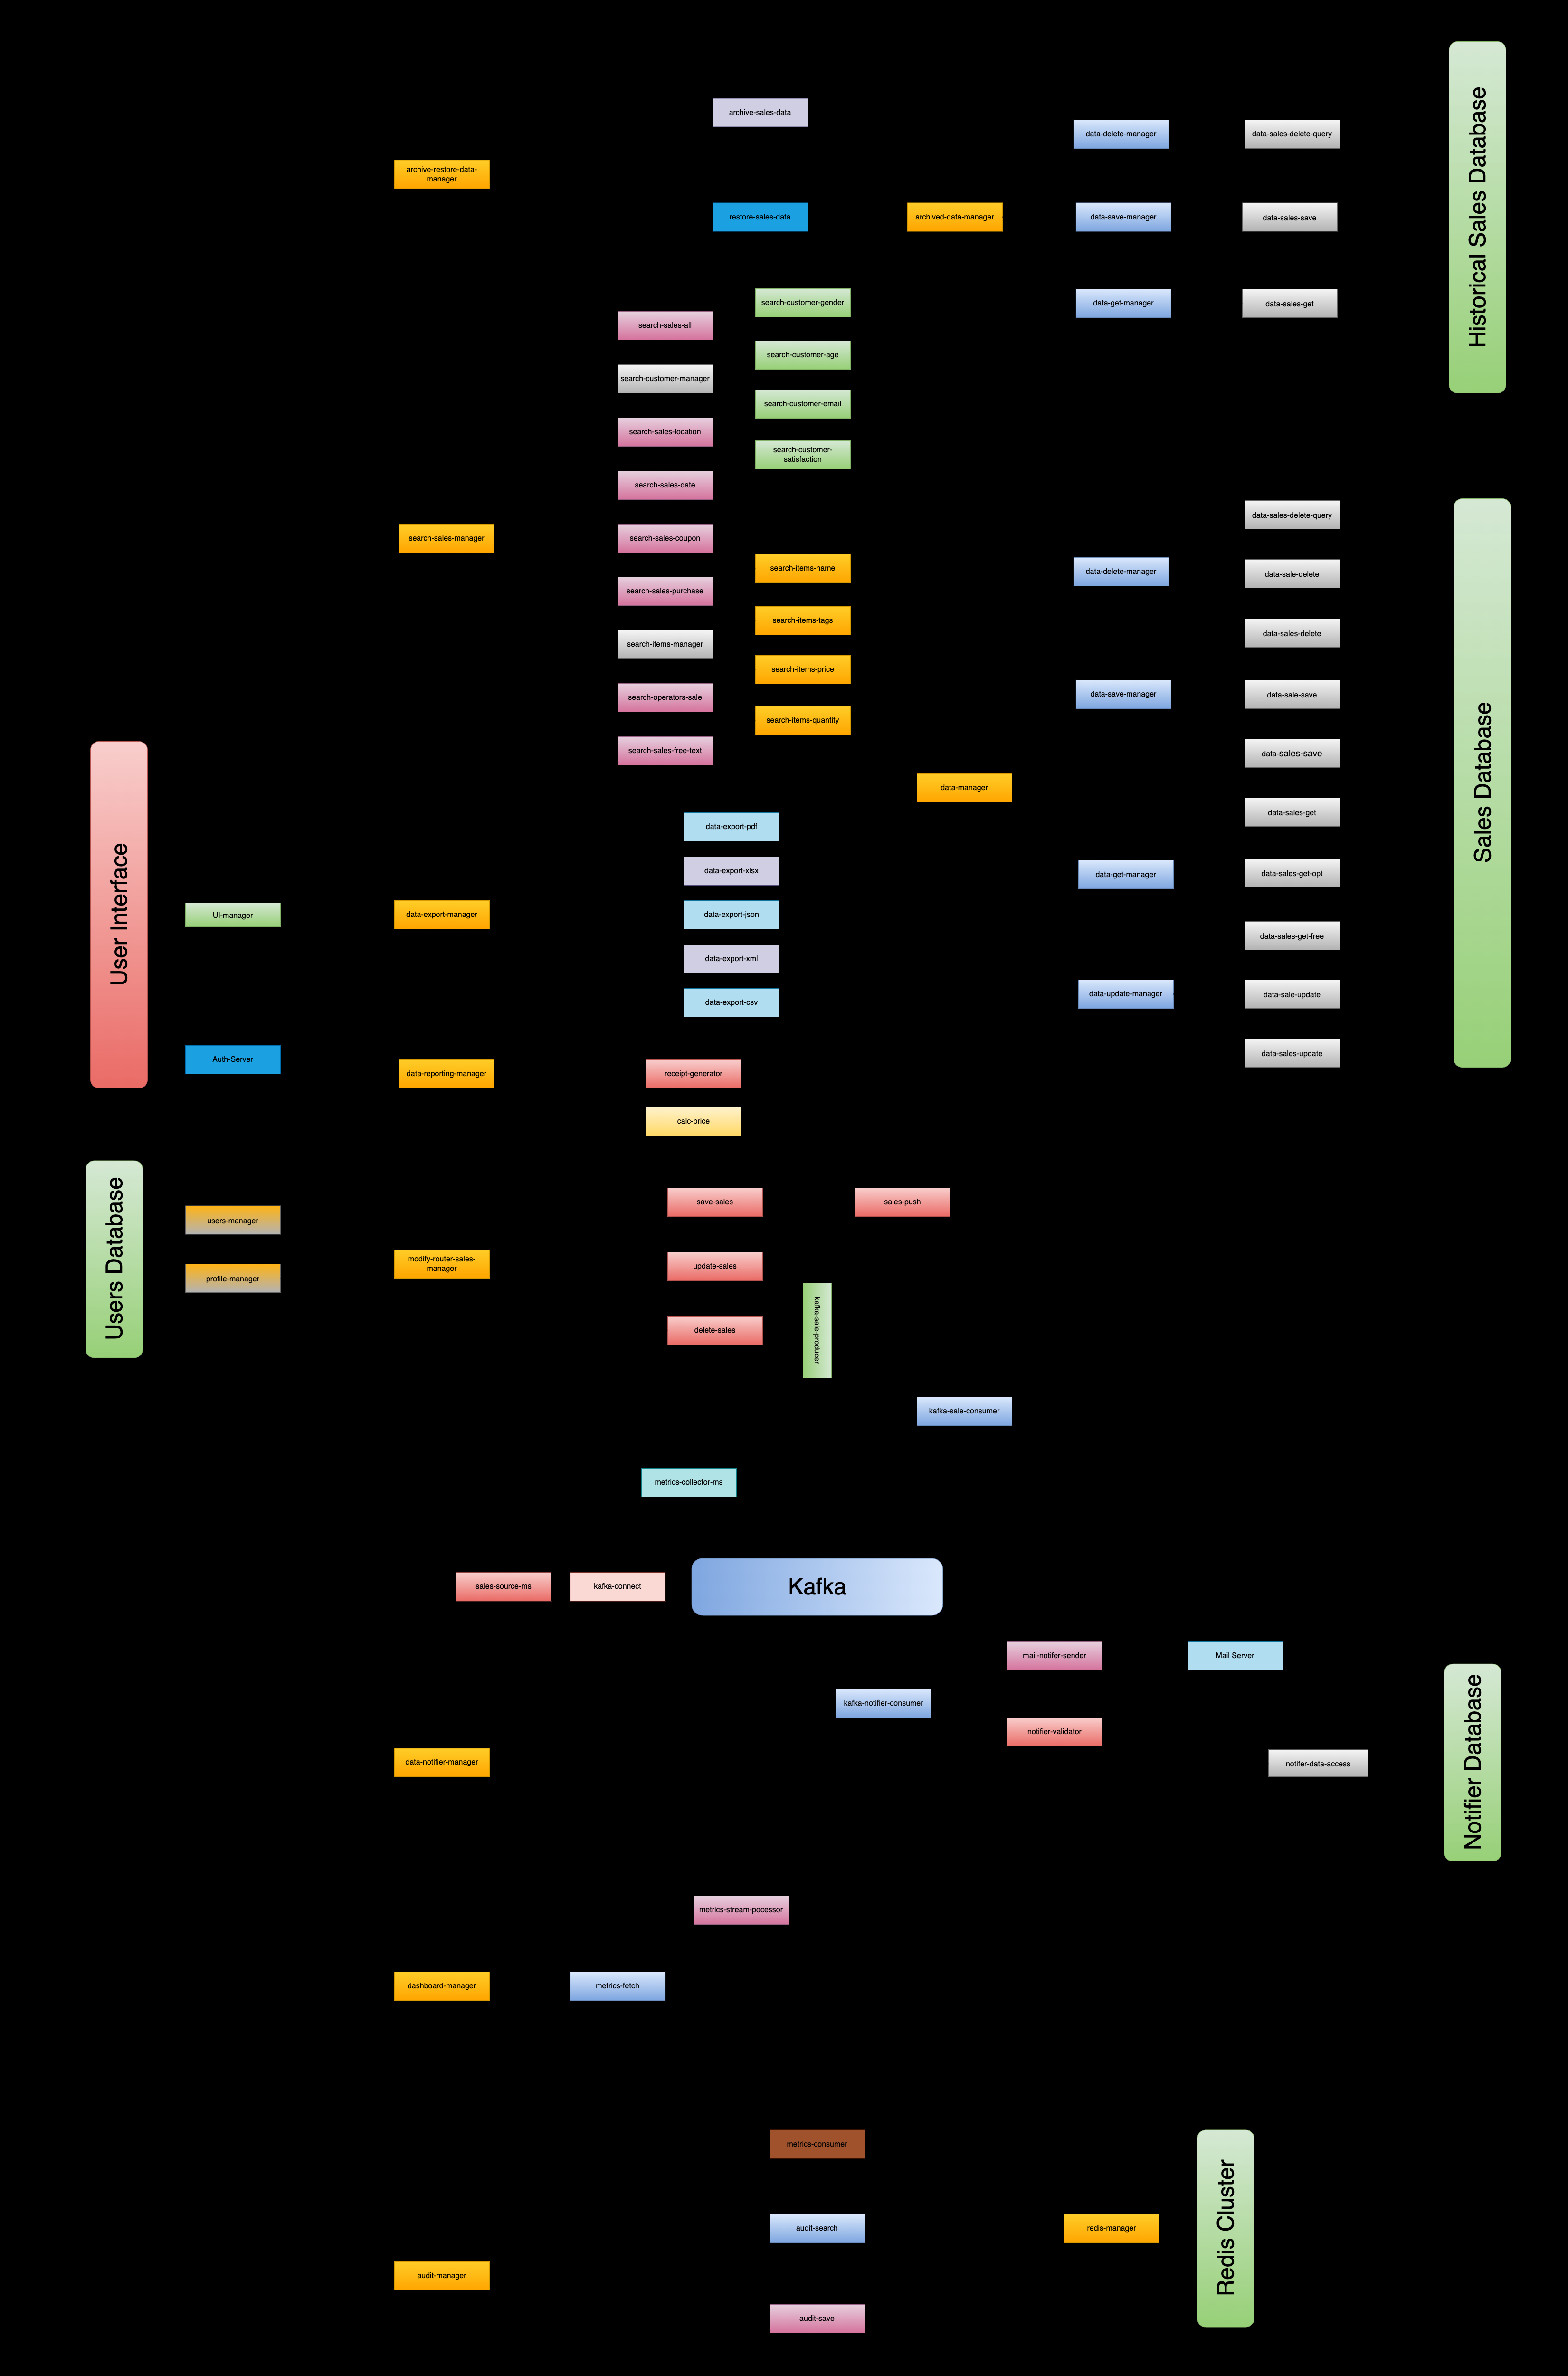 Historical Sales Database
archive-sales-data
data-delete-manager
data-sales-delete-query
archive-restore-data-
manager
restore-sales-data
archived-data-manager
data-save-manager
data-sales-save
search-customer-gender
data-get-manager
data-sales-get
search-sales-all
search-customer-age
search-customer-manager
search-customer-email
search-sales-location
search-customer-
satisfaction
search-sales-date
Sales Database
data-sales-delete-query
search-sales-manager
search-sales-coupon
search-items-name
data-delete-manager
data-sale-delete
search-sales-purchase
search-items-tags
data-sales-delete
search-items-manager
search-items-price
search-operators-sale
data-save-manager
data-sale-save
search-items-quantity
search-sales-free-text
data-sales-save
data-manager
data-sales-get
User Interface
data-export-pdf
data-export-xlsx
data-get-manager
data-sales-get-opt
UI-manager
data-export-manager
data-export-json
data-sales-get-free
data-export-xml
data-export-csv
data-update-manager
data-sale-update
data-sales-update
Auth-Server
data-reporting-manager
receipt-generator
calc-price
Users Database
save-sales
sales-push
users-manager
modify-router-sales-
manager
update-sales
profile-manager
delete-sales
kafka-sale-producer
kafka-sale-consumer
metrics-collector-ms
sales-source-ms
kafka-connect
Kafka
mail-notifer-sender
Mail Server
kafka-notifier-consumer
notifier-validator
data-notifier-manager
notifer-data-access
Notifier Database
metrics-stream-pocessor
dashboard-manager
metrics-fetch
metrics-consumer
audit-search
redis-manager
Redis Cluster
audit-manager
audit-save